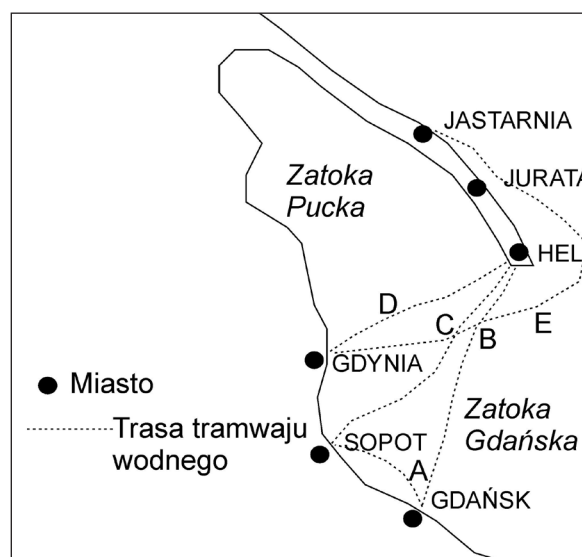 JASTARNIA
Zatoka
Pucka
JURATA
HEL
D
C
B
E
GDYNIA
Miasto
Trasa tramwaju
wodnego
SOPOT
Zatoka
Gdańska
A
GDAŃSK